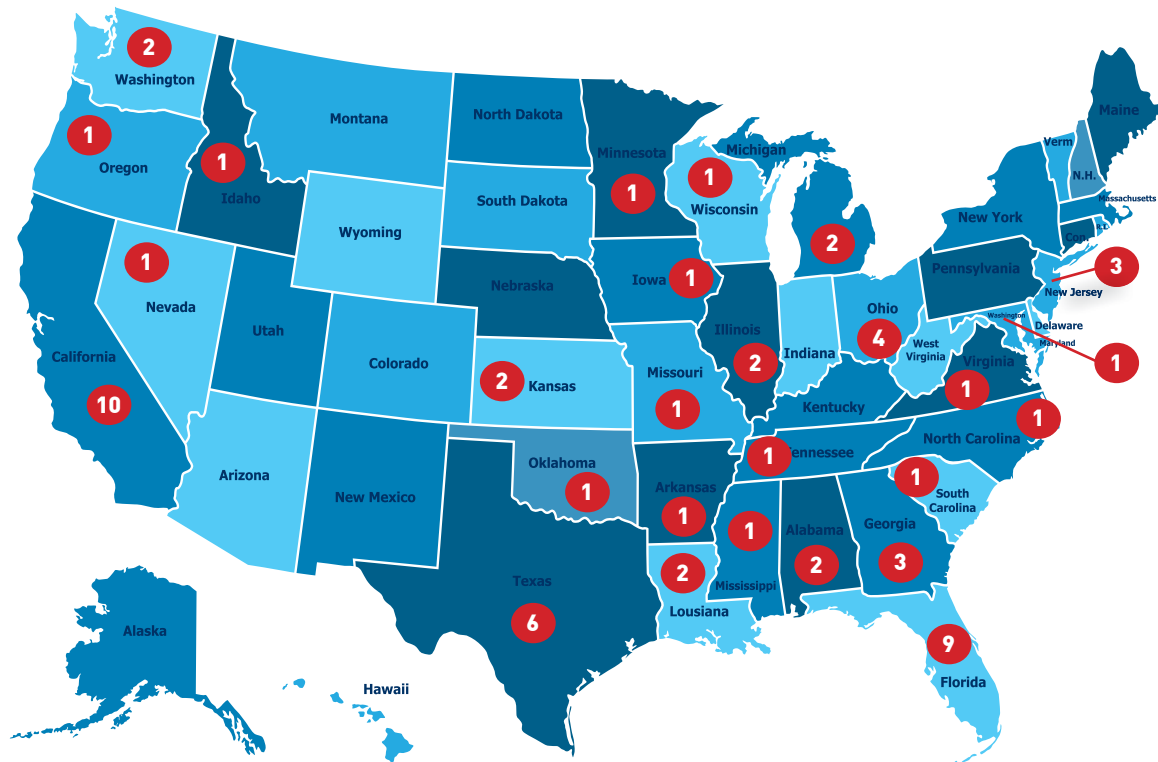 2
Washington
1
Oregon
1
Idaho
Montana
North Dakota
Minnesota
1
1
Wisconsin
Michigan
2
Maine
Verm
N.H.
Massachusetts
New York
Con.
R.I.
South Dakota
Wyoming
1
Nevada
Nebraska
Iowa
1
Pennsylvania
3
New Jersey
Ohio
4
Illinois
2
Indiana
Washington
Delaware
Maryland
1
West
Virginia
Virginia
1
Utah
Colorado
California
10
2
Kansas
Missouri
1
Kentucky
1
North Carolina
1
ennessee
Arizona
New Mexico
Oklahoma
1
Arkansas
1
1
South
Carolina
1
Mississippi
Alabama
2
Georgia
3
Texas
6
2
Lousiana
9
Florida
Alaska
Hawaii